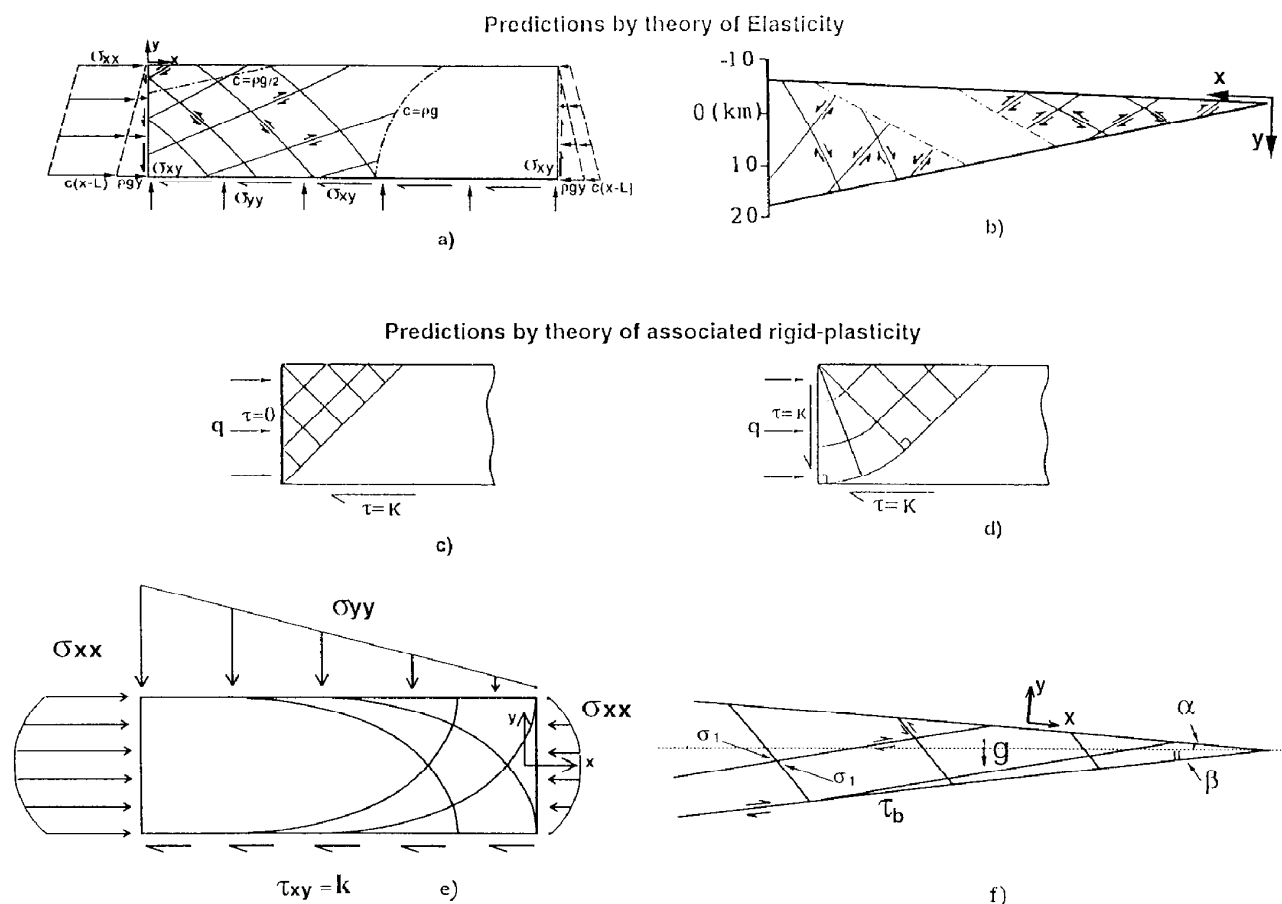 Predictions by theory of Elasticity
y
x
σxx
c=ρg/2
c=ρg
σxy
σxy
c(x-L)
ρgy
σyy
σxy
ρgy
c(x-L)
a)
-10
0 (km)
10
20
x
y
b)
Predictions by theory of associated rigid-plasticity
q
τ=0
τ=K
c)
q
τ=K
τ=K
d)
σyy
σxx
σxx
y
x
τxy = k
e)
y
x
α
σ1
g
σ1
β
τb
f)